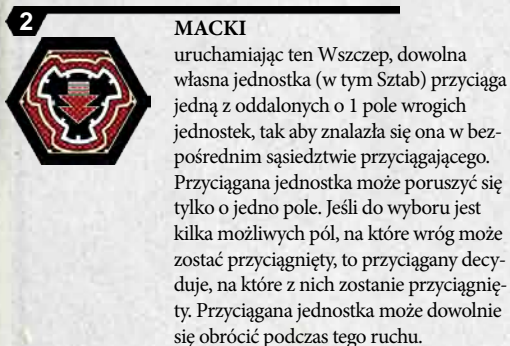 2
MACKI
uruchamiając ten Wszczep, dowolna
własna jednostka (w tym Sztab) przyciąga
jedną z oddalonych o 1 pole wrogich
jednostek, tak aby znalazła się ona w bez-
pośrednim sąsiedztwie przyciągającego.
Przyciągana jednostka może poruszyć się
tylko o jedno pole. Jeśli do wyboru jest
kilka możliwych pól, na które wróg może
zostać przyciągnięty, to przyciągany decy-
duje, na które z nich zostanie przyciągnię-
ty. Przyciągana jednostka może dowolnie
się obrócić podczas tego ruchu.